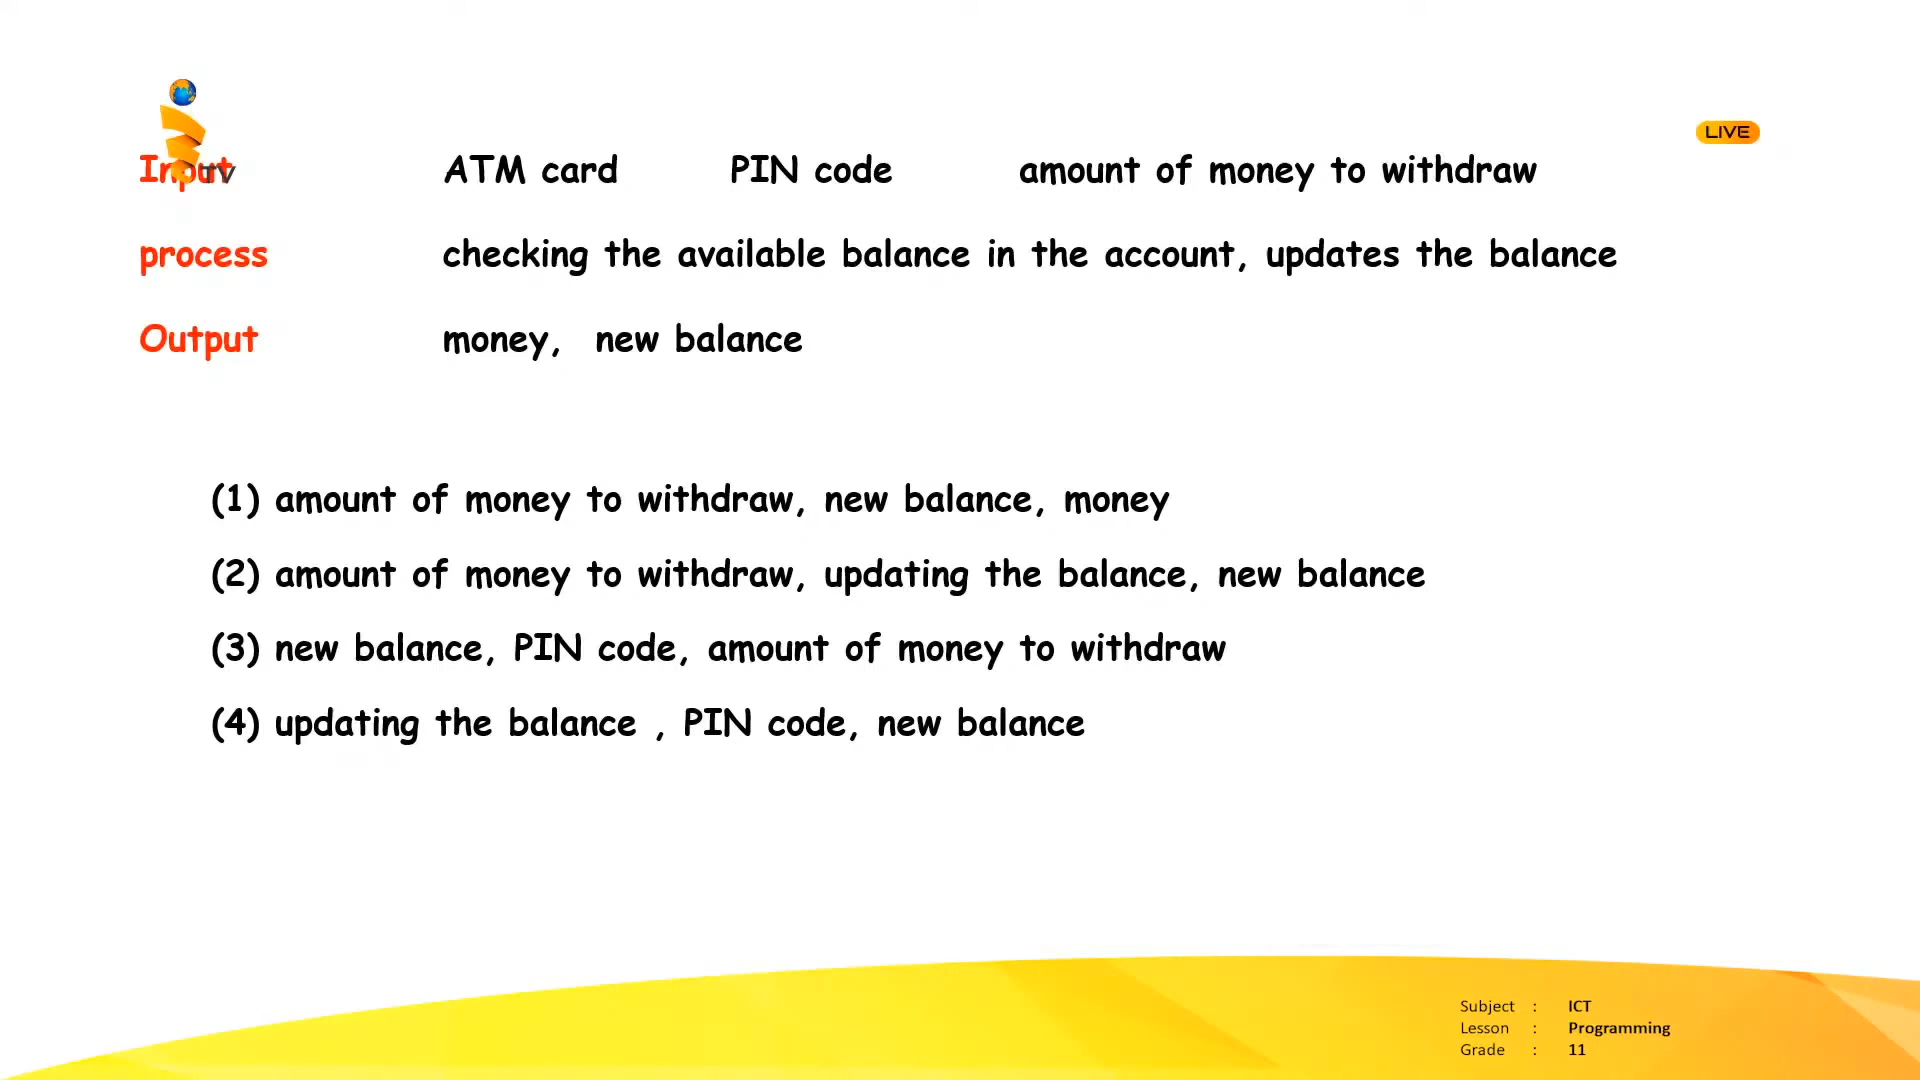 LIVE
Input ATM card PIN code amount of money to withdraw
TV
process checking the available balance in the account, updates the balance
Output money, new balance
(1) amount of money to withdraw, new balance, money
(2) amount of money to withdraw, updating the balance, new balance
(3) new balance, PIN code, amount of money to withdraw
(4) updating the balance , PIN code, new balance
Subject : ICT
Lesson : Programming
Grade : 11